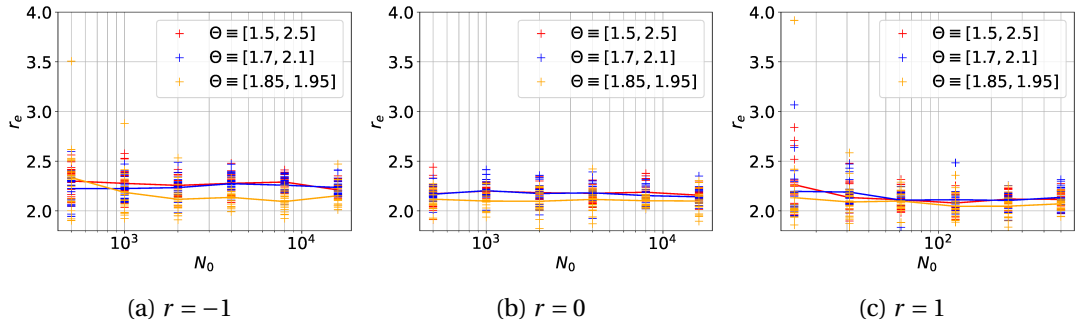 4.0
3.5
3.0
2.5
2.0
r_e
Θ ≡ [1.5, 2.5]
Θ ≡ [1.7, 2.1]
Θ ≡ [1.85, 1.95]
10^3
10^4
N_0
(a) r = −1
4.0
3.5
3.0
2.5
2.0
r_e
Θ ≡ [1.5, 2.5]
Θ ≡ [1.7, 2.1]
Θ ≡ [1.85, 1.95]
10^3
10^4
N_0
(b) r = 0
4.0
3.5
3.0
2.5
2.0
r_e
Θ ≡ [1.5, 2.5]
Θ ≡ [1.7, 2.1]
Θ ≡ [1.85, 1.95]
10^2
N_0
(c) r = 1